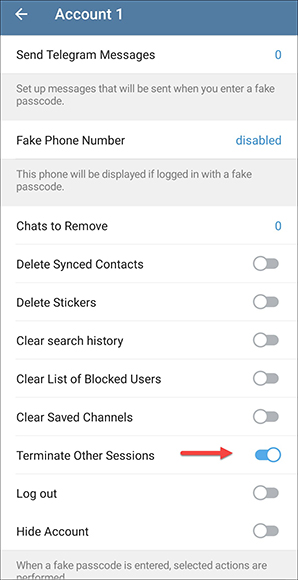 Account 1
Send Telegram Messages 0
Set up messages that will be sent when you enter a fake
passcode.
Fake Phone Number disabled
This phone will be displayed if logged in with a fake
passcode.
Chats to Remove 0
Delete Synced Contacts
Delete Stickers
Clear search history
Clear List of Blocked Users
Clear Saved Channels
Terminate Other Sessions
Log out
Hide Account
When a fake passcode is entered, selected actions are
performed